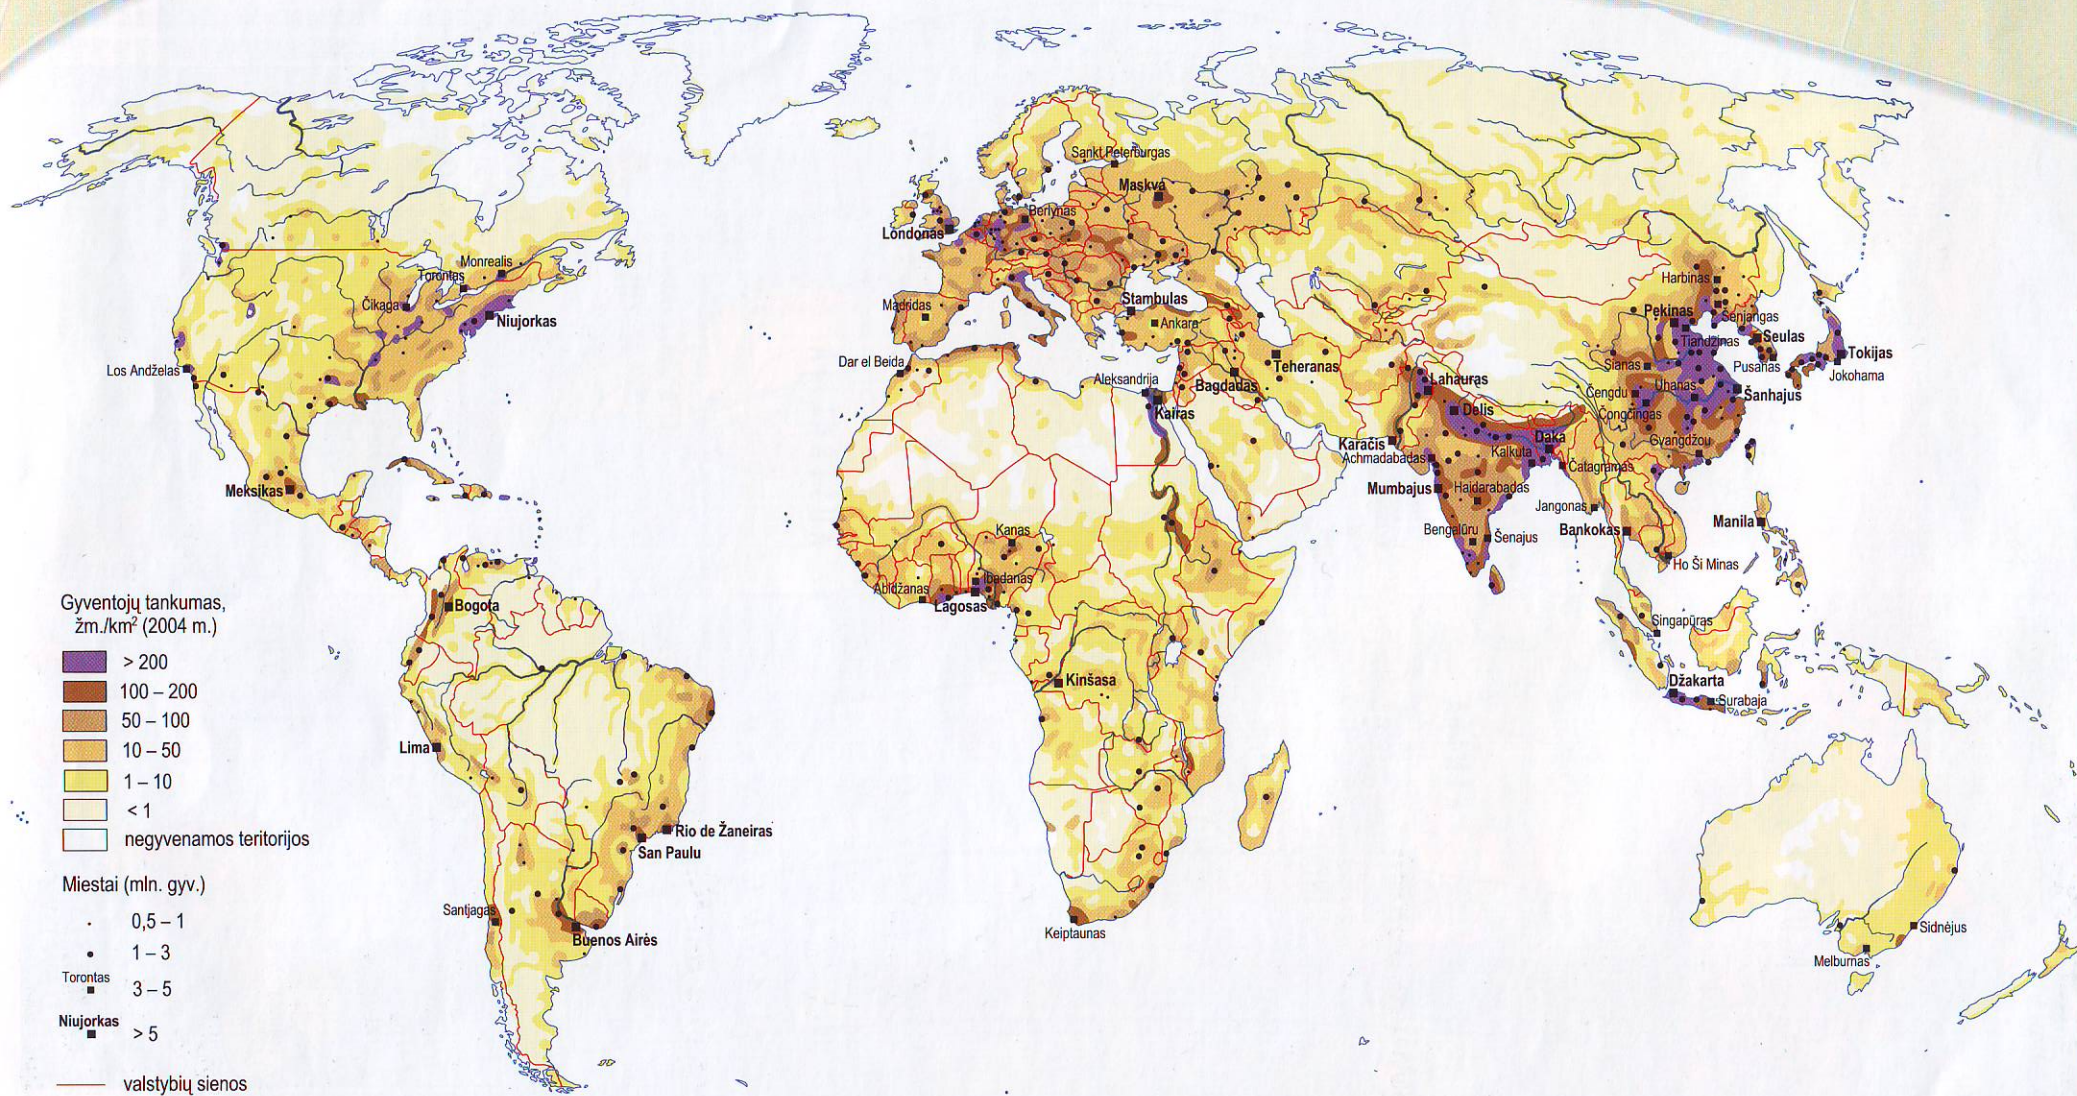 Sankt Peterburgas
Maskva
Berlynas
Londonas
Monrealis
Torontas
Čikaga
Niujorkas
Madridas
Stambulas
Ankara
Harbinas
Pekinas
Šenjangas
Seulas
Tiandžinas
Tokijas
Pusanas
Jokohama
Los Andželas
Dar el Beida
Aleksandrija
Kairas
Bagdadas
Teheranas
Lahauras
Sianas
Čengdu
Uhanas
Šanhajus
Čongčingas
Delis
Gvangdžou
Karačis
Achmadabadas
Daka
Kalkuta
Čatagramas
Meksikas
Mumbajus
Haidarabadas
Jangonas
Bengalūru
Šenajus
Bankokas
Manila
Ho Ši Minas
Kanas
Ibadanas
Abidžanas
Lagosas
Bogota
Singapūras
Kinšasa
Džakarta
Surabaja
Lima
Rio de Žaneiras
San Paulu
Santjagas
Buenos Airės
Keiptaunas
Sidnėjus
Melburnas
Gyventojų tankumas,
žm./km² (2004 m.)
> 200
100 – 200
50 – 100
10 – 50
1 – 10
< 1
negyvenamos teritorijos
Miestai (mln. gyv.)
0,5 – 1
1 – 3
Torontas
3 – 5
Niujorkas
> 5
valstybių sienos